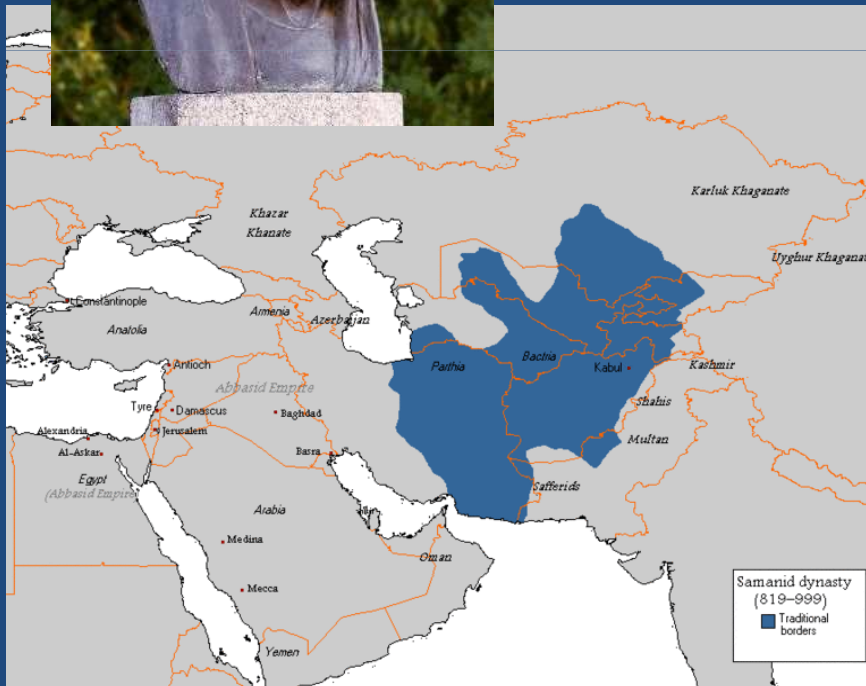 Karluk Khaganate
Khazar
Khanate
Uyghur Khaganat
Constantinople
Armenia
Azerbaijan
Anatolia
Bactria
Parthia
Kabul
Kashmir
Antioch
Abbasid Empire
Shahis
Tyre
Damascus
Baghdad
Alexandria
Jerusalem
Multan
Al-Askar
Basra
Egypt
Safferids
(Abbasid Empire)
Arabia
Medina
Oman
Mecca
Yemen
Samanid dynasty
(819–999)
Traditional
borders